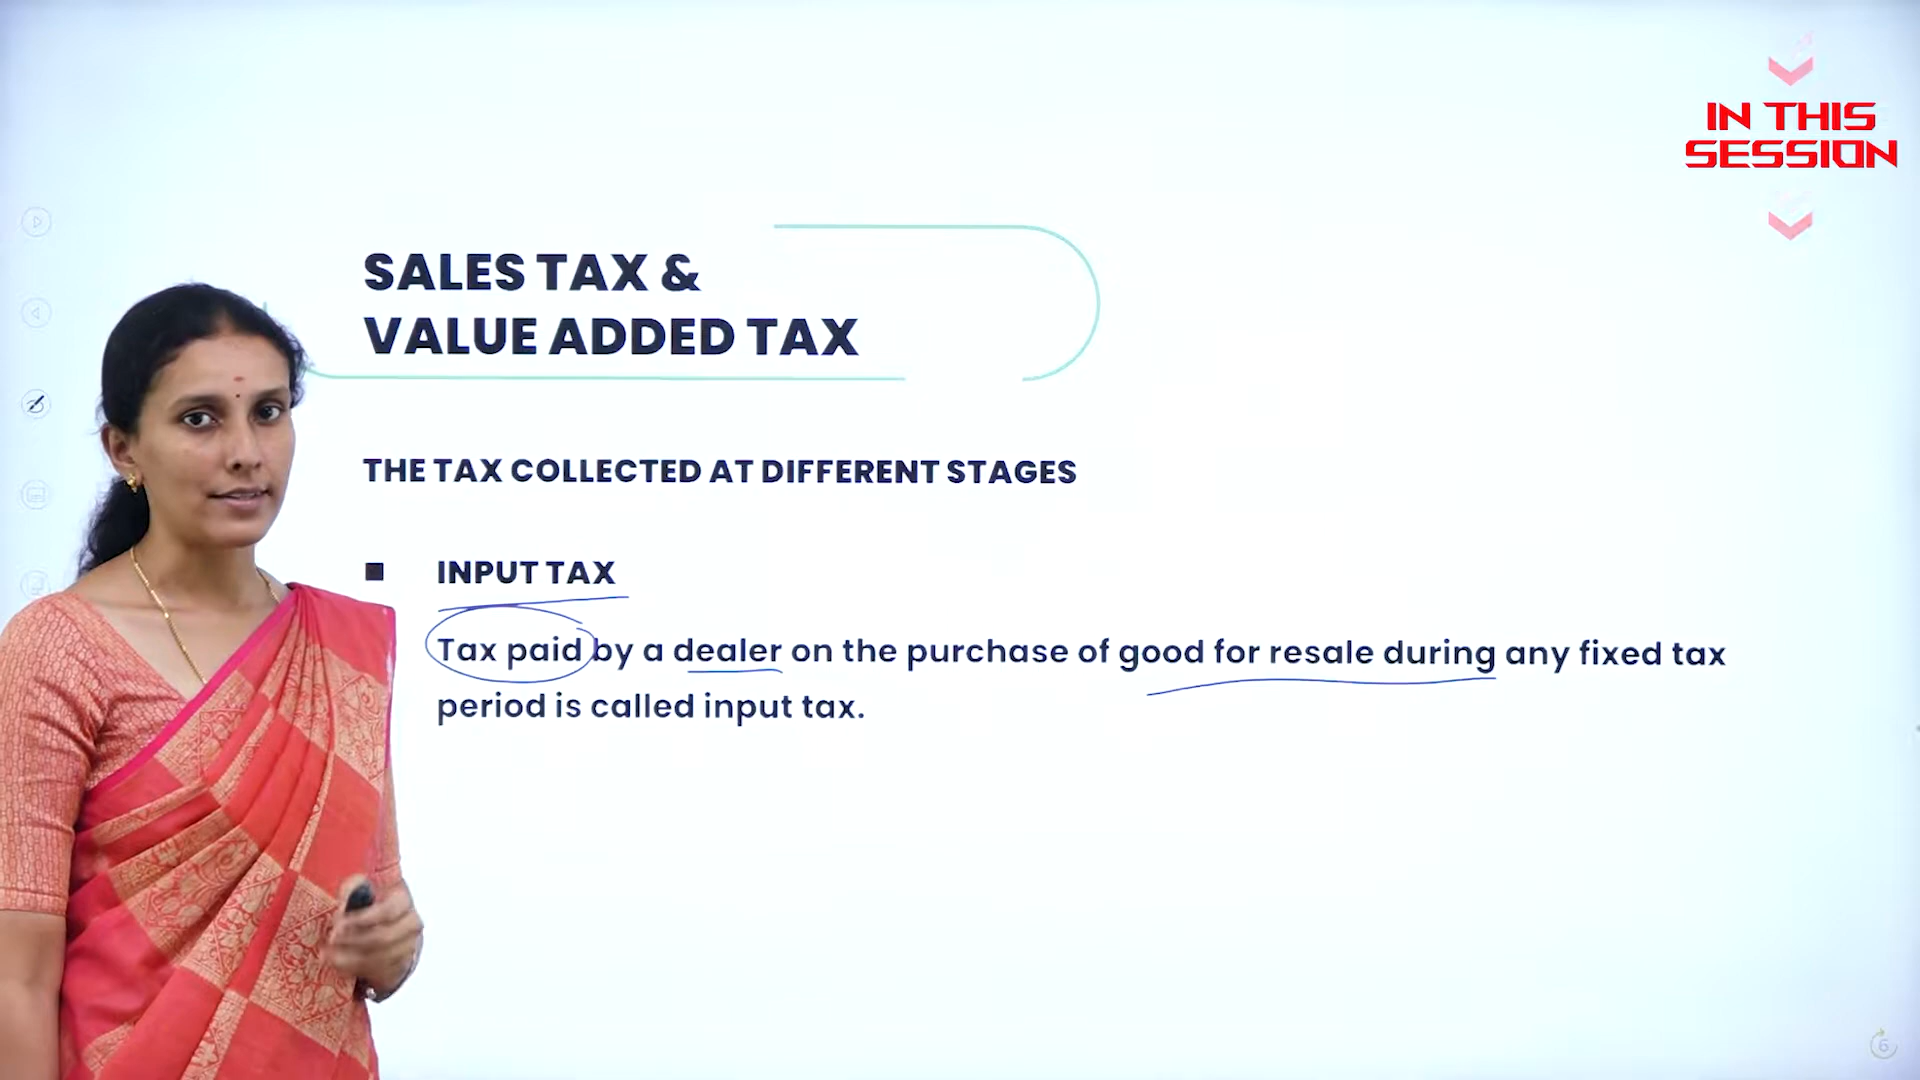 IN THIS
SESSION
SALES TAX &
VALUE ADDED TAX
THE TAX COLLECTED AT DIFFERENT STAGES
INPUT TAX
Tax paid by a dealer on the purchase of good for resale during any fixed tax
period is called input tax.
6